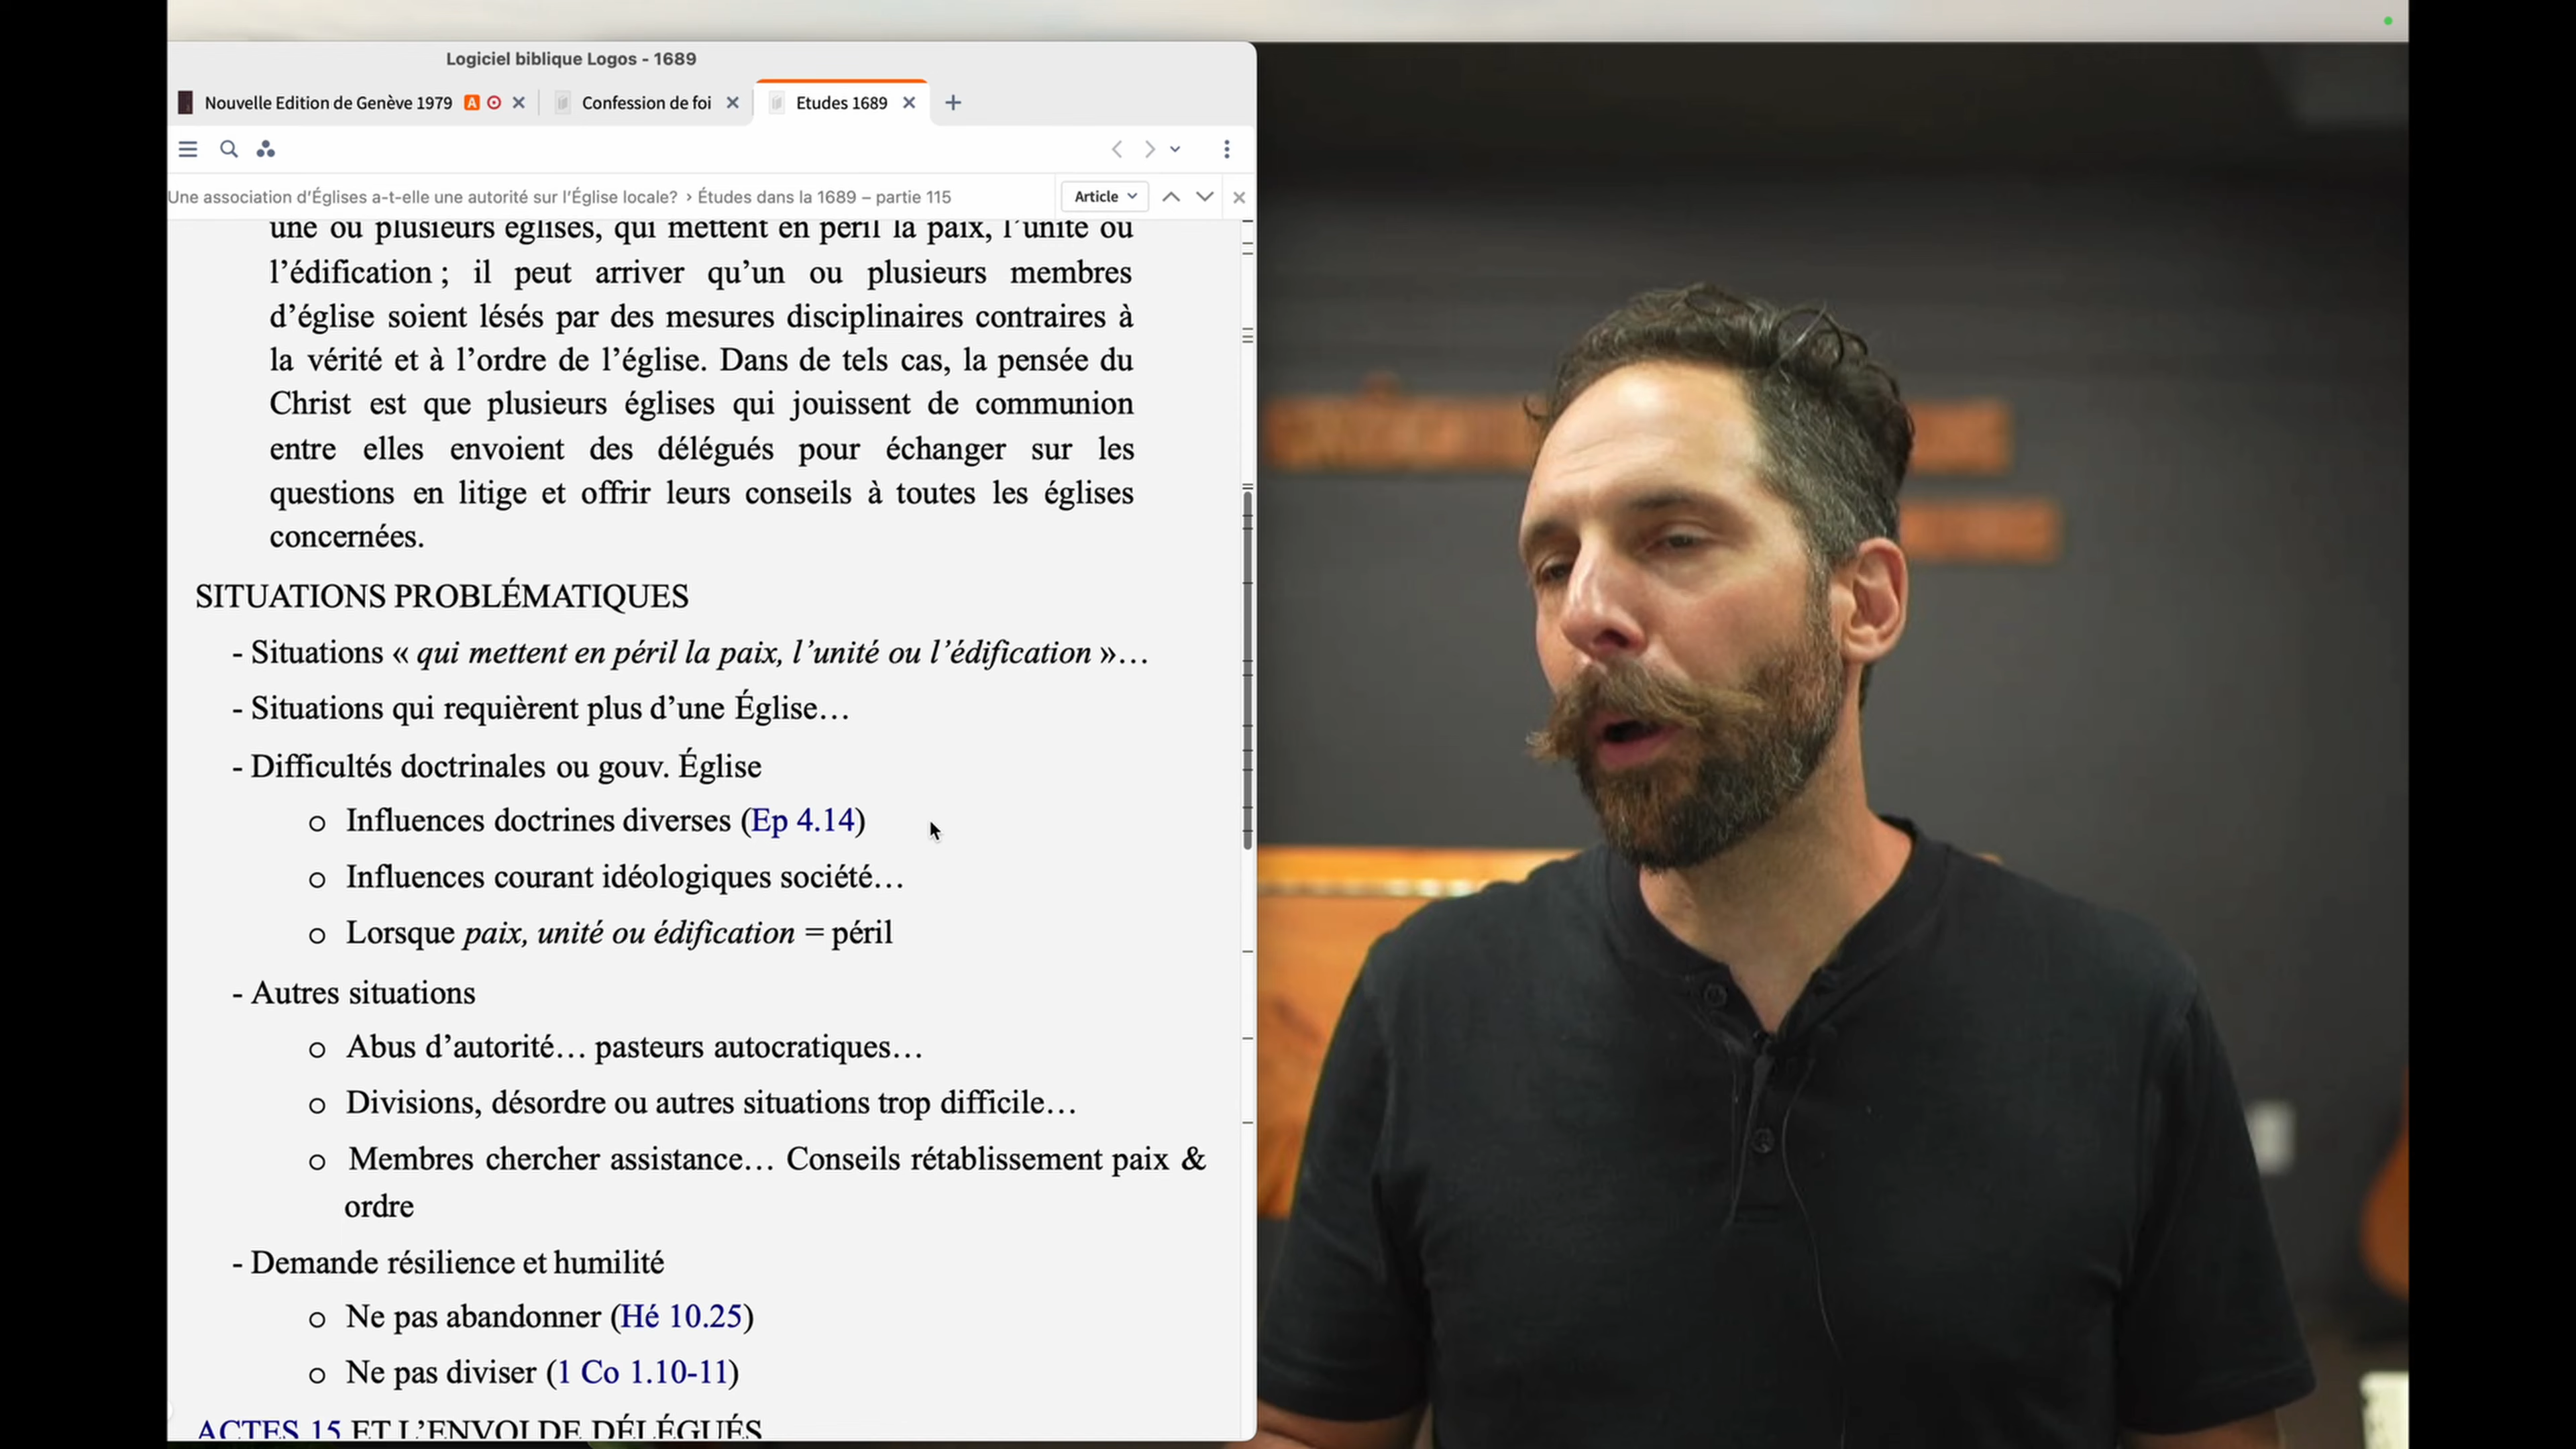 Logiciel biblique Logos - 1689
Nouvelle Edition de Genève 1979 A Confession de foi Etudes 1689
Une association d’Églises a-t-elle une autorité sur l’Église locale? › Études dans la 1689 – partie 115 Article
une ou plusieurs églises, qui mettent en péril la paix, l’unité ou
l’édification ; il peut arriver qu’un ou plusieurs membres
d’église soient lésés par des mesures disciplinaires contraires à
la vérité et à l’ordre de l’église. Dans de tels cas, la pensée du
Christ est que plusieurs églises qui jouissent de communion
entre elles envoient des délégués pour échanger sur les
questions en litige et offrir leurs conseils à toutes les églises
concernées.
SITUATIONS PROBLÉMATIQUES
- Situations « qui mettent en péril la paix, l’unité ou l’édification »…
- Situations qui requièrent plus d’une Église…
- Difficultés doctrinales ou gouv. Église
o Influences doctrines diverses (Ep 4.14)
o Influences courant idéologiques société…
o Lorsque paix, unité ou édification = péril
- Autres situations
o Abus d’autorité… pasteurs autocratiques…
o Divisions, désordre ou autres situations trop difficile…
o Membres chercher assistance… Conseils rétablissement paix &
ordre
- Demande résilience et humilité
o Ne pas abandonner (Hé 10.25)
o Ne pas diviser (1 Co 1.10-11)
ACTES 15 ET L’ENVOI DE DÉLÉGUÉS